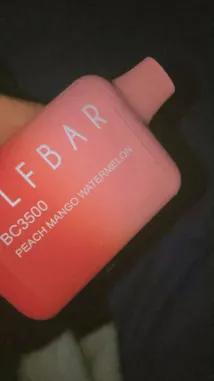 LFBAR
BC3500
PEACH MANGO WATERMELON